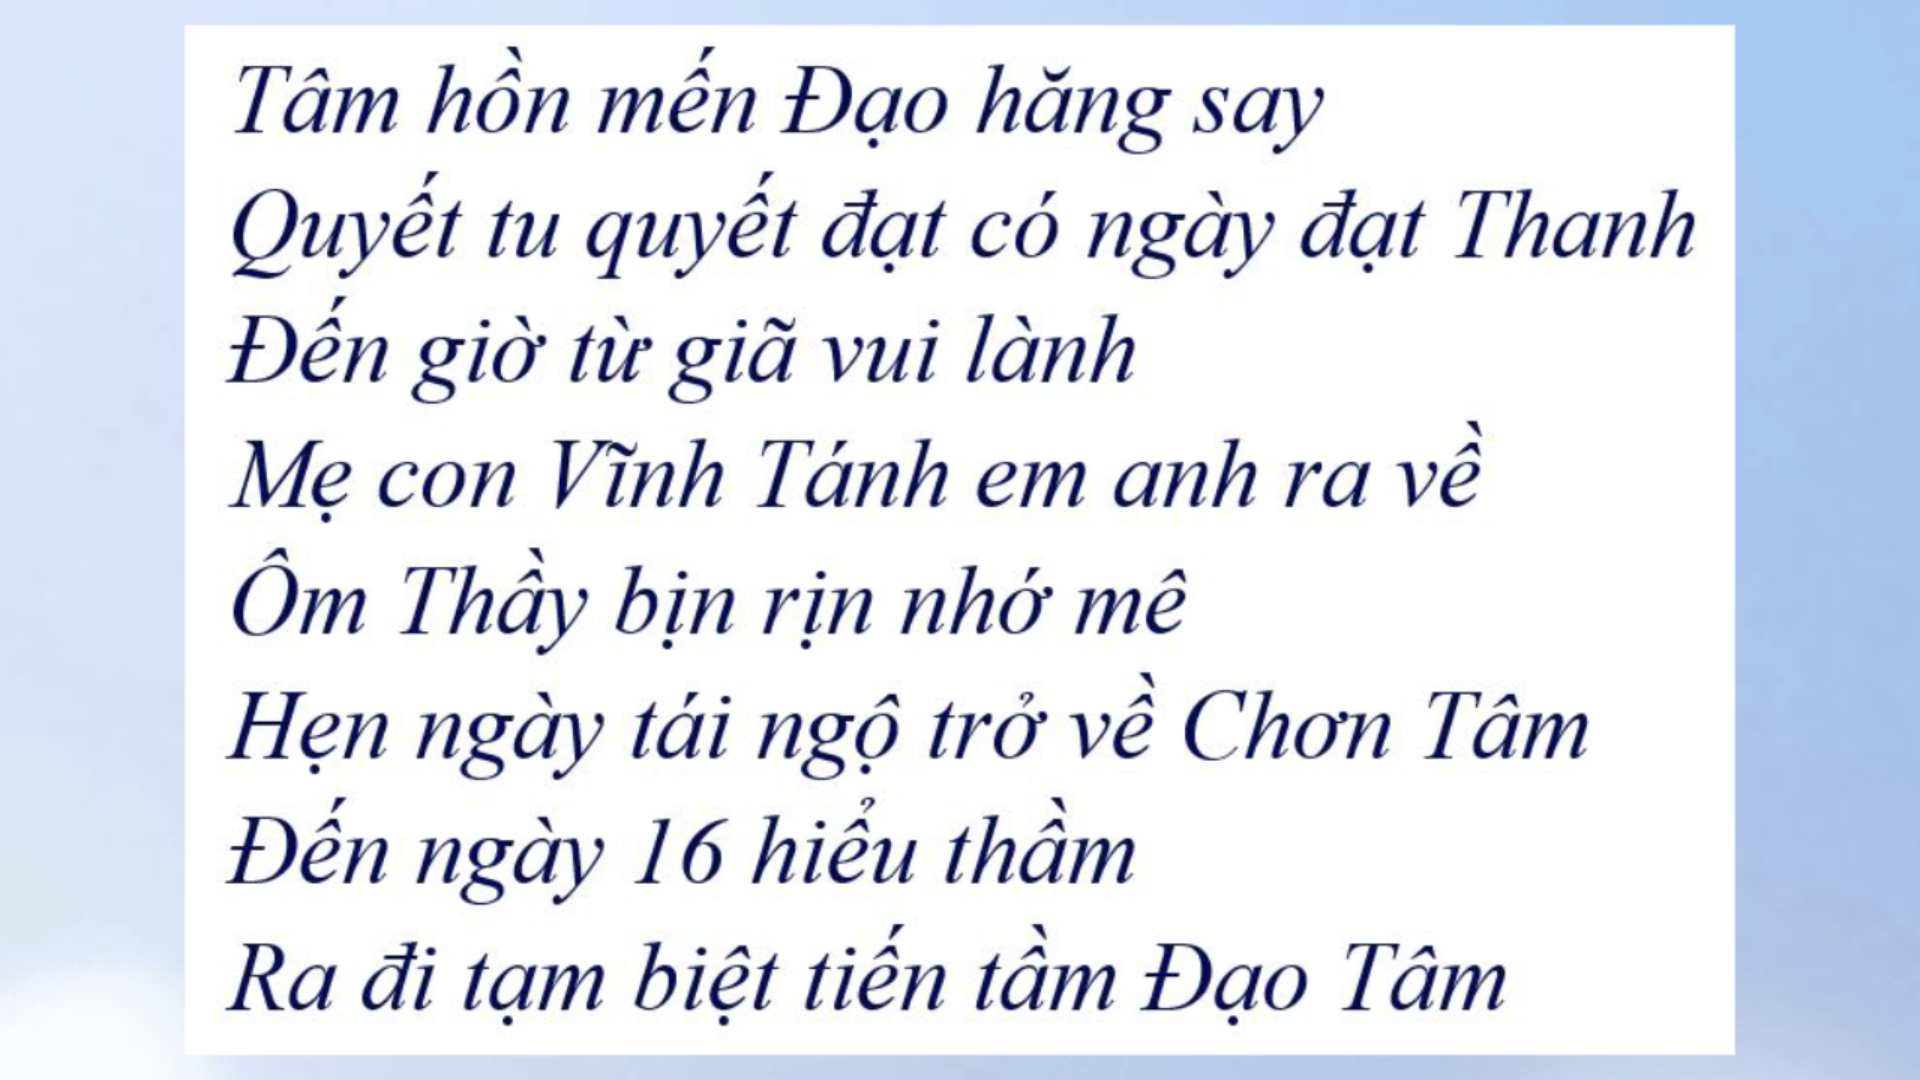 Tâm hồn mến Đạo hăng say
Quyết tu quyết đạt có ngày đạt Thanh
Đến giờ từ giã vui lành
Mẹ con Vĩnh Tánh em anh ra về
Ôm Thầy bịn rịn nhớ mê
Hẹn ngày tái ngộ trở về Chơn Tâm
Đến ngày 16 hiểu thầm
Ra đi tạm biệt tiến tầm Đạo Tâm